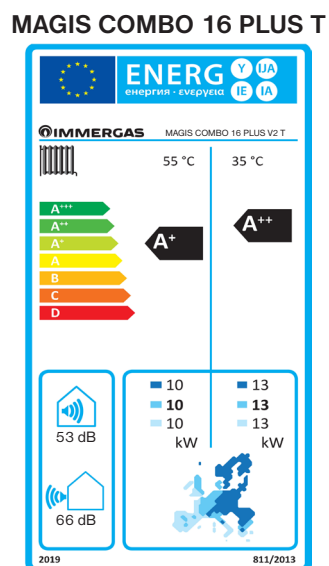 MAGIS COMBO 16 PLUS T
ENERG Y IJA
енергия · ενεργεια IE IA
IMMERGAS MAGIS COMBO 16 PLUS V2 T
55 °C 35 °C
A+++
A++
A+
A
B
C
D
A+ A++
53 dB
66 dB
10 13
10 13
10 13
kW kW
2019 811/2013